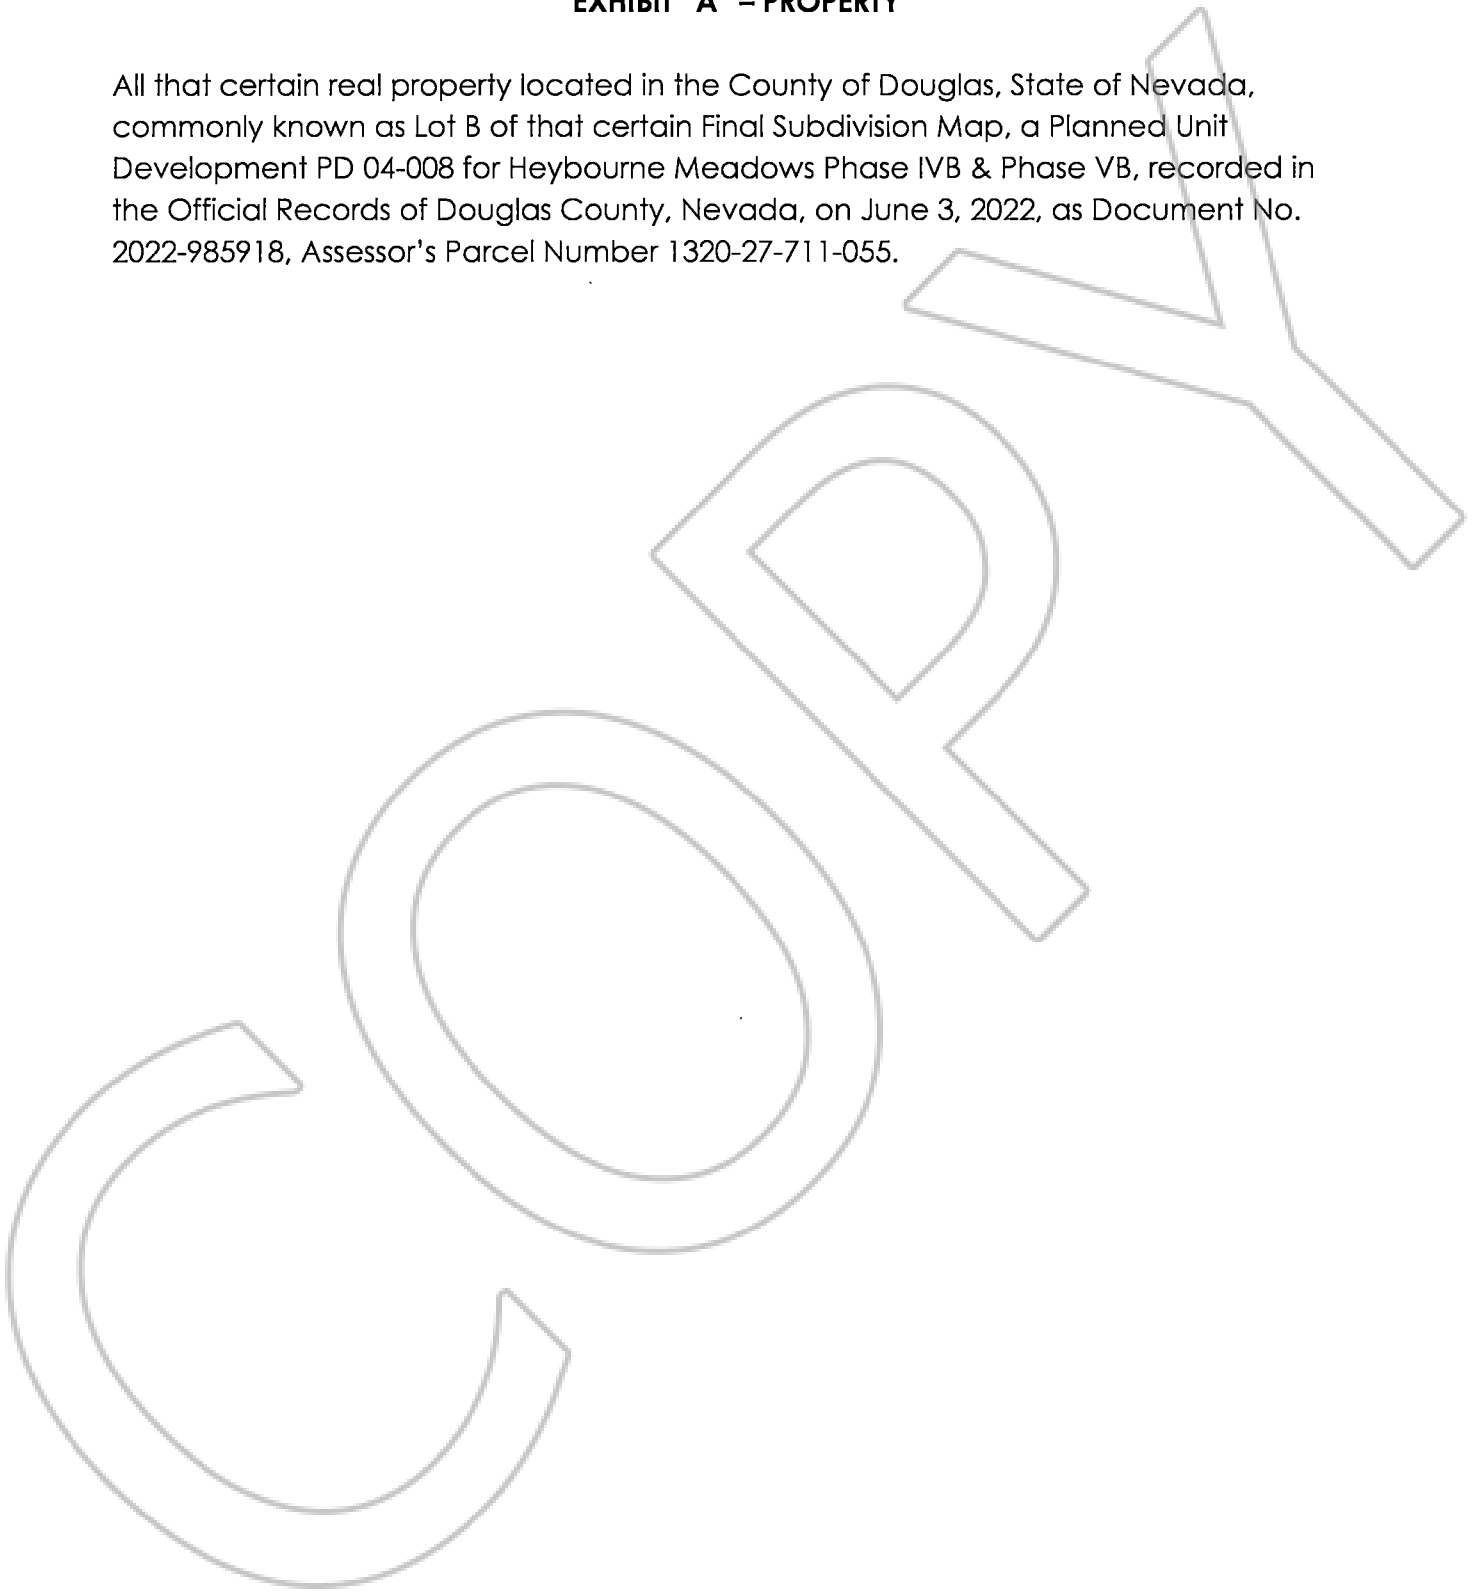 EXHIBIT "A" – PROPERTY
All that certain real property located in the County of Douglas, State of Nevada,
commonly known as Lot B of that certain Final Subdivision Map, a Planned Unit
Development PD 04-008 for Heybourne Meadows Phase IVB & Phase VB, recorded in
the Official Records of Douglas County, Nevada, on June 3, 2022, as Document No.
2022-985918, Assessor's Parcel Number 1320-27-711-055.
COPY